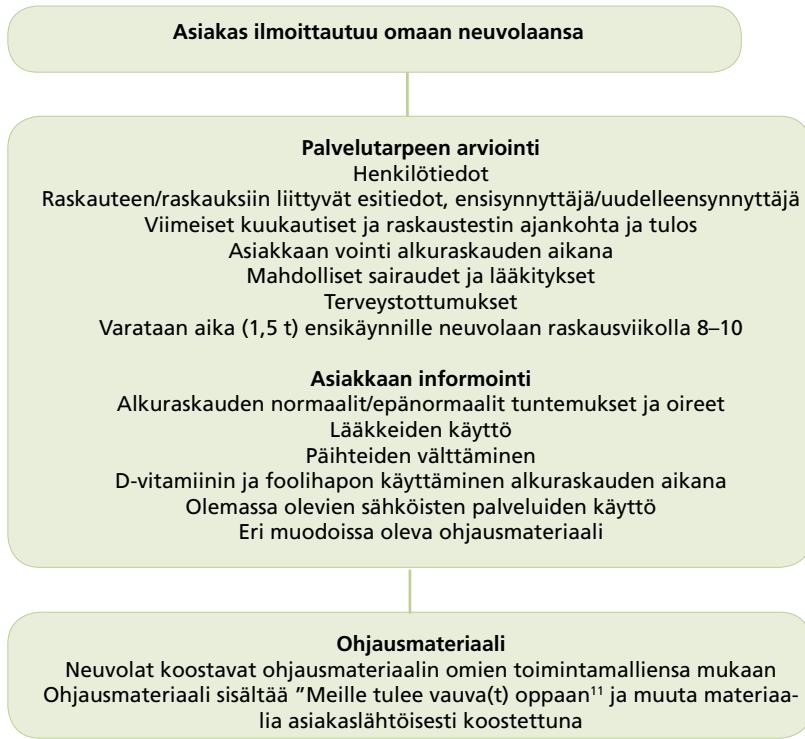 Asiakas ilmoittautuu omaan neuvolaansa
Palvelutarpeen arviointi
Henkilötiedot
Raskauteen/raskauksiin liittyvät esitiedot, ensisynnyttäjä/uudelleensynnyttäjä
Viimeiset kuukautiset ja raskaustestin ajankohta ja tulos
Asiakkaan vointi alkuraskauden aikana
Mahdolliset sairaudet ja lääkitykset
Terveystottumukset
Varataan aika (1,5 t) ensikäynnille neuvolaan raskausviikolla 8–10
Asiakkaan informointi
Alkuraskauden normaalit/epänormaalit tuntemukset ja oireet
Lääkkeiden käyttö
Päihteiden välttäminen
D-vitamiinin ja foolihapon käyttäminen alkuraskauden aikana
Olemassa olevien sähköisten palveluiden käyttö
Eri muodoissa oleva ohjausmateriaali
Ohjausmateriaali
Neuvolat koostavat ohjausmateriaalin omien toimintamalliensa mukaan
Ohjausmateriaali sisältää ”Meille tulee vauva(t) oppaan¹¹ ja muuta materiaa-
lia asiakaslähtöisesti koostettuna